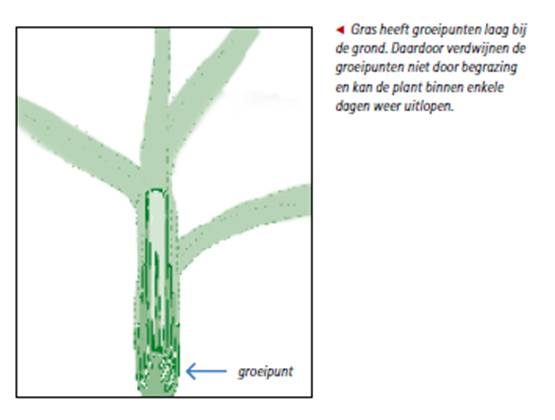 ◄ Gras heeft groeipunten laag bij
de grond. Daardoor verdwijnen de
groeipunten niet door begrazing
en kan de plant binnen enkele
dagen weer uitlopen.
groeipunt